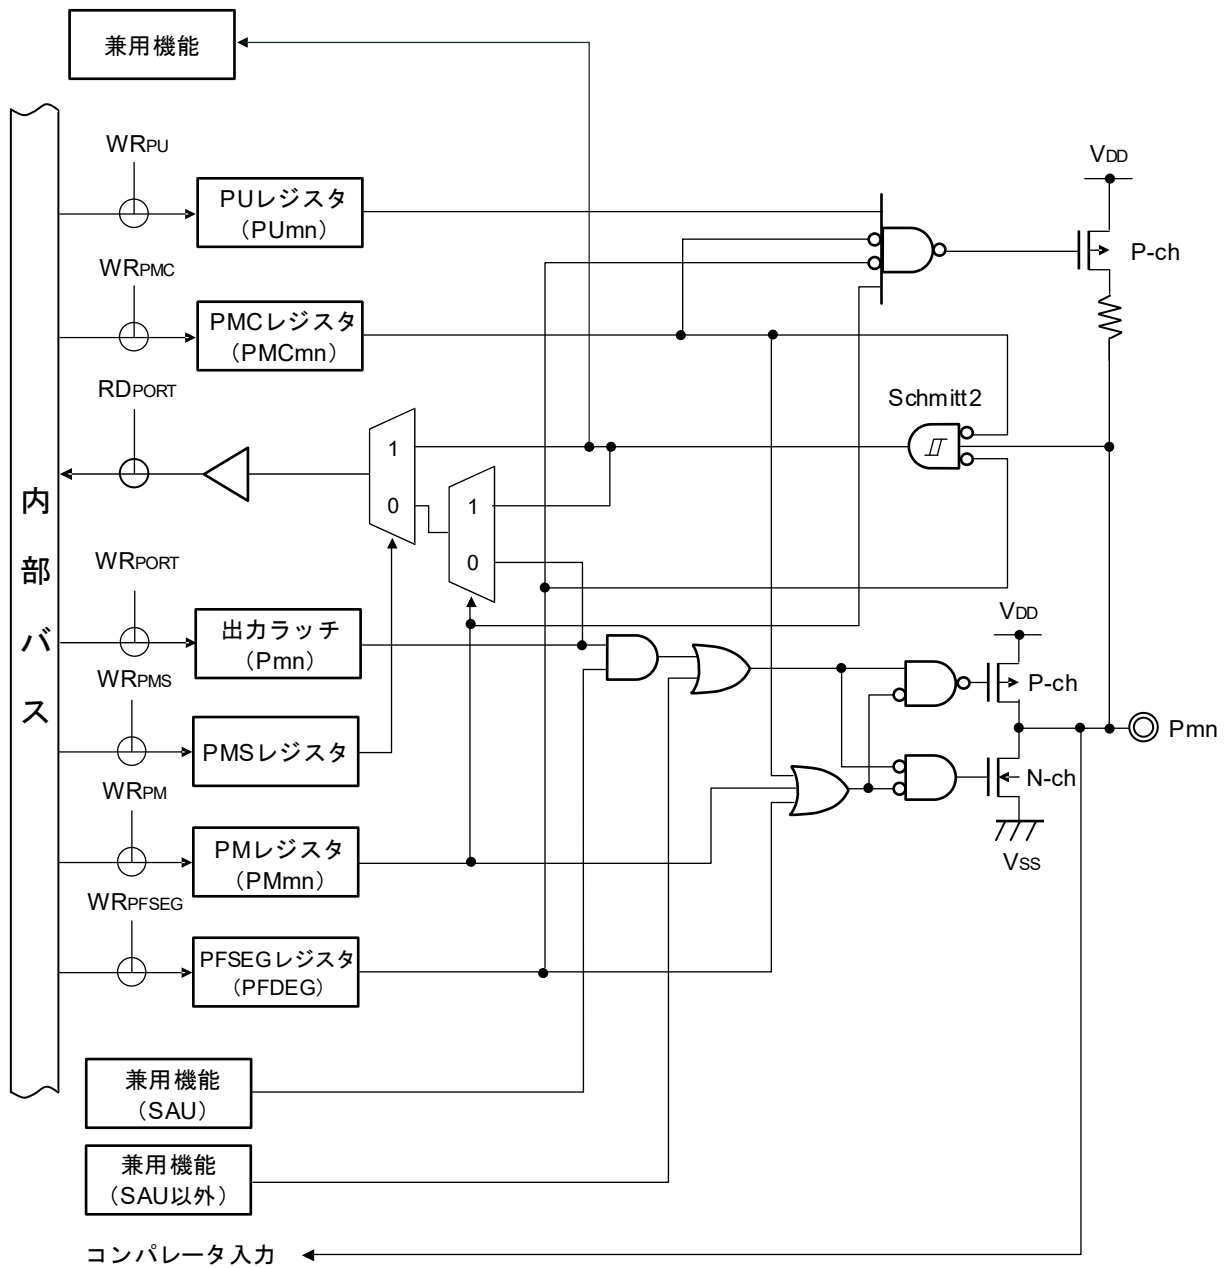 兼用機能
WRPU
VDD
PUレジスタ
（PUmn）
P-ch
WRPMC
PMCレジスタ
（PMCmn）
RDPORT
Schmitt2
1
0
1
0
内部バス
WRPORT
出力ラッチ
（Pmn）
VDD
P-ch
WRPMS
PMSレジスタ
Pmn
N-ch
WRPM
PMレジスタ
（PMmn）
VSS
WRPFSEG
PFSEGレジスタ
（PFDEG）
兼用機能
（SAU）
兼用機能
（SAU以外）
コンパレータ入力